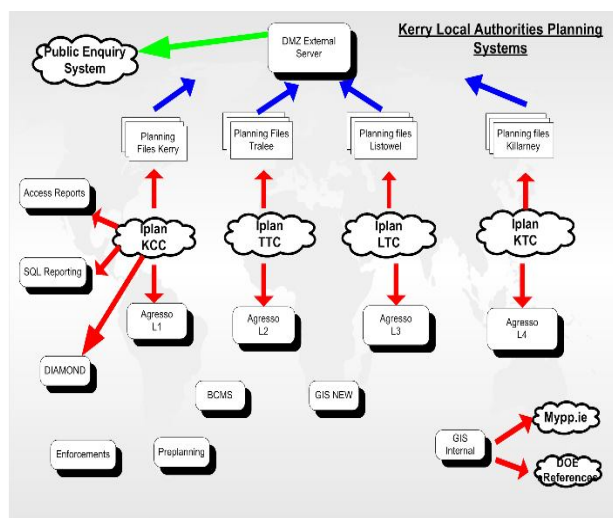 Kerry Local Authorities Planning
Systems
Public Enquiry
System
DMZ External
Server
Planning
Files Kerry
Planning Files
Tralee
Planning files
Listowel
Planning files
Killarney
Access Reports
SQL Reporting
Iplan
KCC
Iplan
TTC
Iplan
LTC
Iplan
KTC
Agresso
L1
Agresso
L2
Agresso
L3
Agresso
L4
DIAMOND
BCMS
GIS NEW
Enforcements
Preplanning
GIS
Internal
Mypp.ie
DOE
References